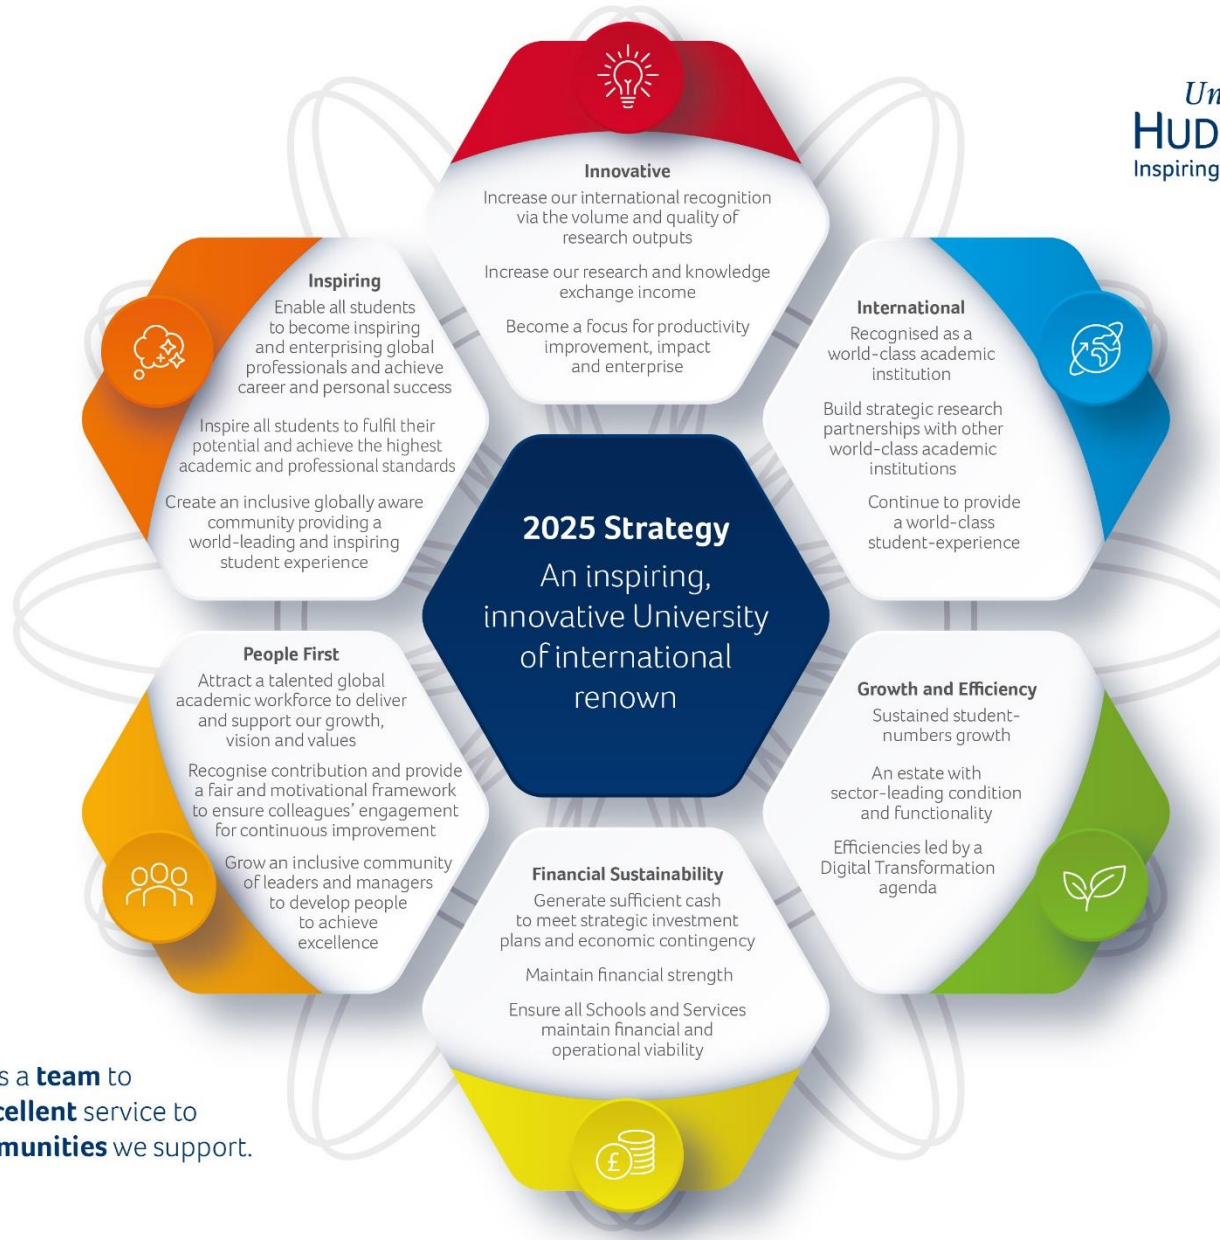 Un
HUD
Inspiring
Innovative
Increase our international recognition
via the volume and quality of
research outputs
Increase our research and knowledge
exchange income
Become a focus for productivity
improvement, impact
and enterprise
Inspiring
Enable all students
to become inspiring
and enterprising global
professionals and achieve
career and personal success
Inspire all students to fulfil their
potential and achieve the highest
academic and professional standards
Create an inclusive globally aware
community providing a
world-leading and inspiring
student experience
International
Recognised as a
world-class academic
institution
Build strategic research
partnerships with other
world-class academic
institutions
Continue to provide
a world-class
student-experience
2025 Strategy
An inspiring,
innovative University
of international
renown
People First
Attract a talented global
academic workforce to deliver
and support our growth,
vision and values
Recognise contribution and provide
a fair and motivational framework
to ensure colleagues' engagement
for continuous improvement
Grow an inclusive community
of leaders and managers
to develop people
to achieve
excellence
Growth and Efficiency
Sustained student-
numbers growth
An estate with
sector-leading condition
and functionality
Efficiencies led by a
Digital Transformation
agenda
Financial Sustainability
Generate sufficient cash
to meet strategic investment
plans and economic contingency
Maintain financial strength
Ensure all Schools and Services
maintain financial and
operational viability
£
s a team to
cellent service to
munities we support.